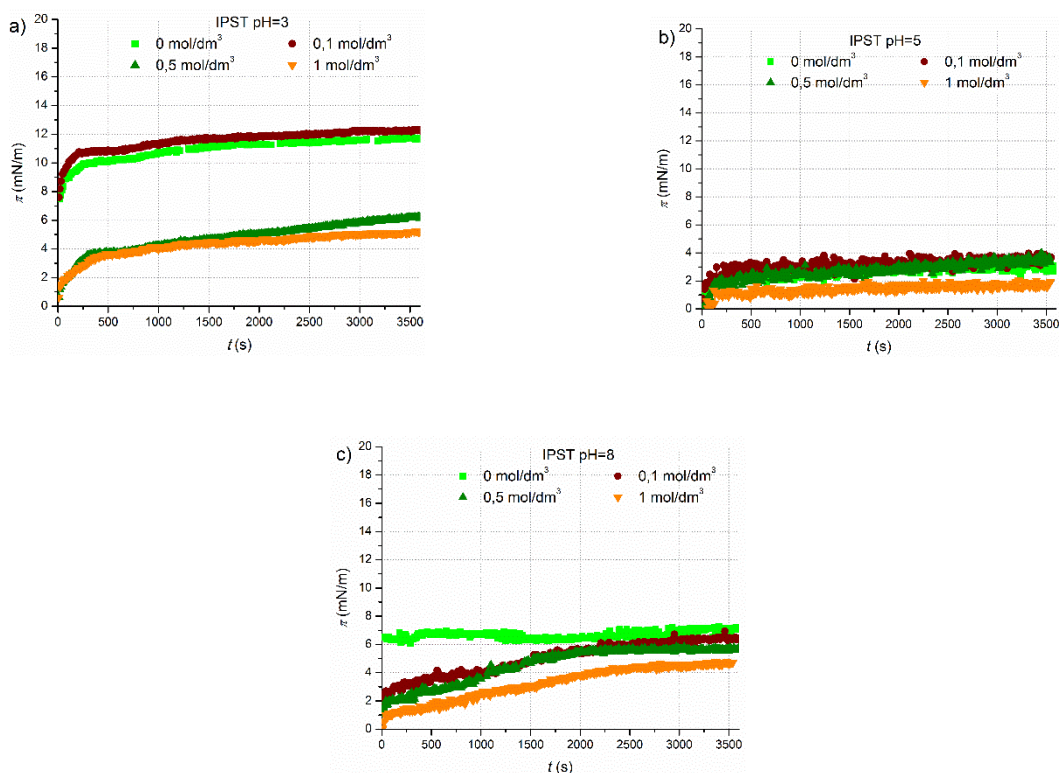 a)
IPST pH=3
0 mol/dm³ 0,1 mol/dm³
0,5 mol/dm³ 1 mol/dm³
20
18
16
14
12
10
8
6
4
2
0
π (mN/m)
0 500 1000 1500 2000 2500 3000 3500
t (s)
b)
IPST pH=5
0 mol/dm³ 0,1 mol/dm³
0,5 mol/dm³ 1 mol/dm³
20
18
16
14
12
10
8
6
4
2
0
π (mN/m)
0 500 1000 1500 2000 2500 3000 3500
t (s)
c)
IPST pH=8
0 mol/dm³ 0,1 mol/dm³
0,5 mol/dm³ 1 mol/dm³
20
18
16
14
12
10
8
6
4
2
0
π (mN/m)
0 500 1000 1500 2000 2500 3000 3500
t (s)